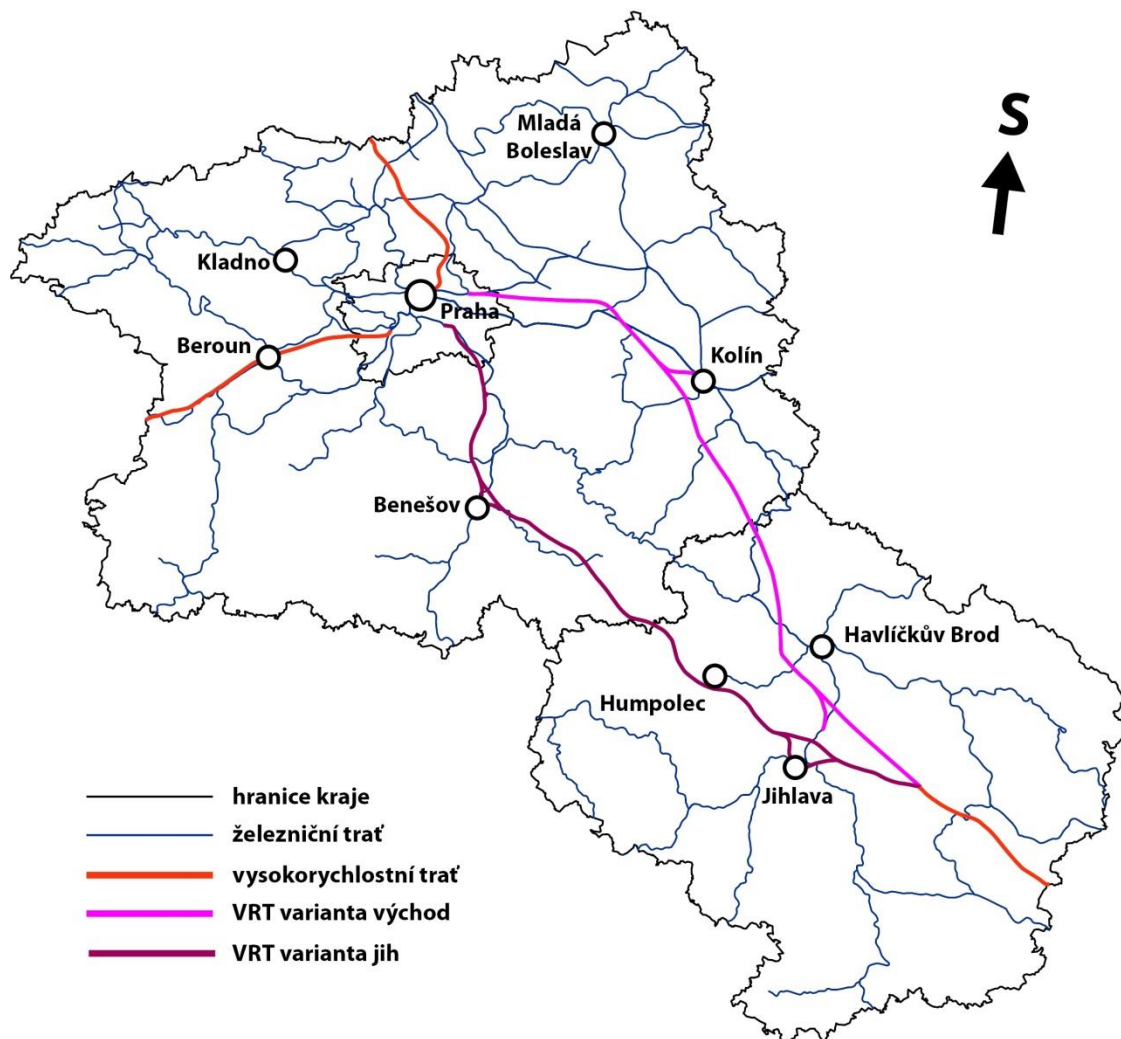 S
Mladá
Boleslav
Kladno
Praha
Beroun
Kolín
Benešov
Havlíčkův Brod
Humpolec
Jihlava
hranice kraje
železniční trať
vysokorychlostní trať
VRT varianta východ
VRT varianta jih